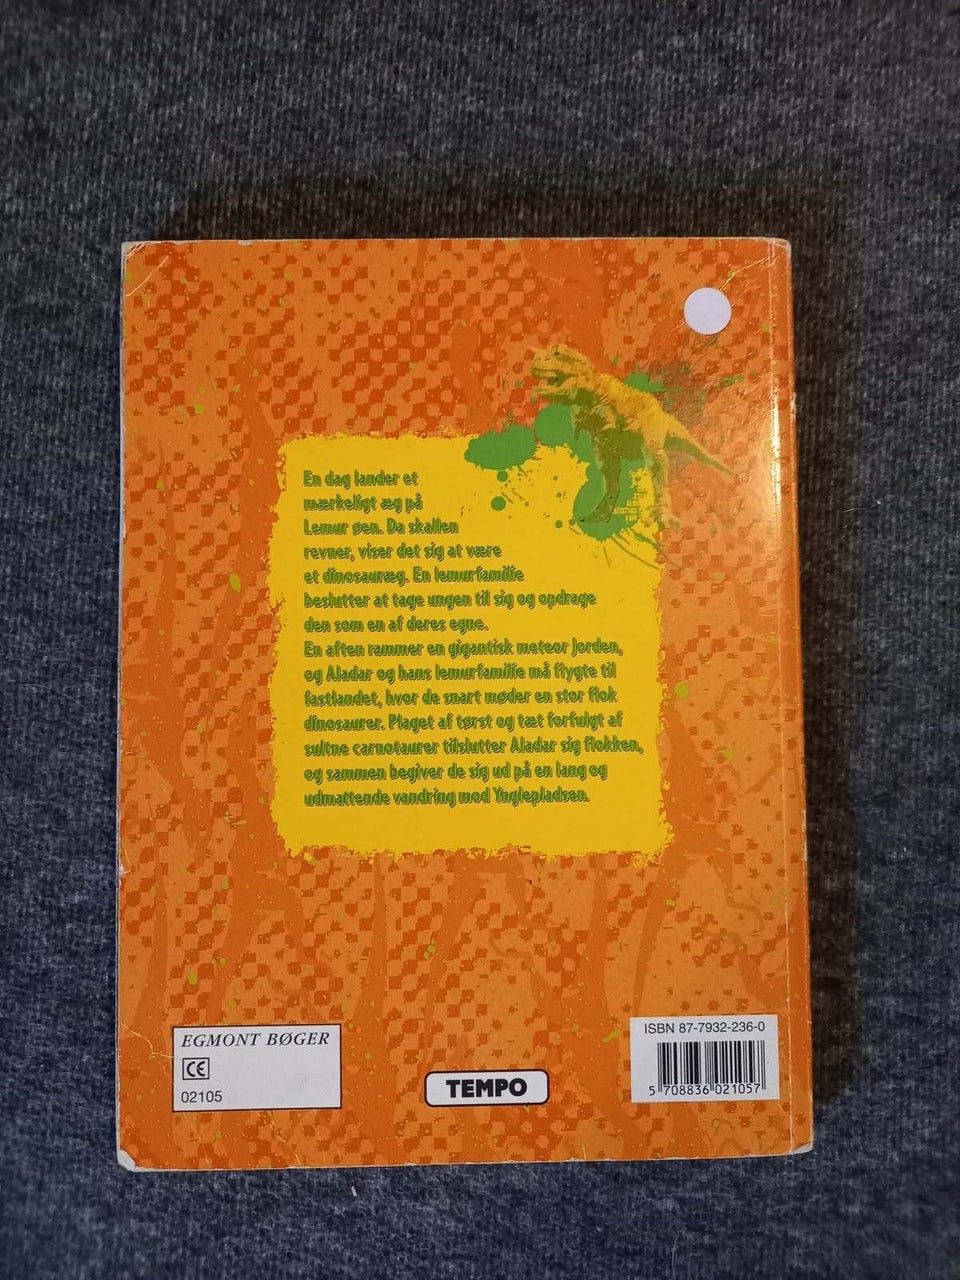 En dag lander et
mærkeligt æg på
Lemur øen. Da skallen
revner, viser det sig at være
et dinosauræg. En lemurfamilie
beslutter at tage ungen til sig og opdrage
den som en af deres egne.
En aften rammer en gigantisk meteor Jorden,
og Aladar og hans lemurfamilie må flygte til
fastlandet, hvor de snart møder en stor flok
dinosaurer. Plaget af tørst og tæt forfulgt af
sultne carnotaurer tilslutter Aladar sig flokken,
og sammen begiver de sig ud på en lang og
udmattende vandring mod Ynglepladsen.
EGMONT BØGER
CE
02105
TEMPO
ISBN 87-7932-236-0
5 708836 021057